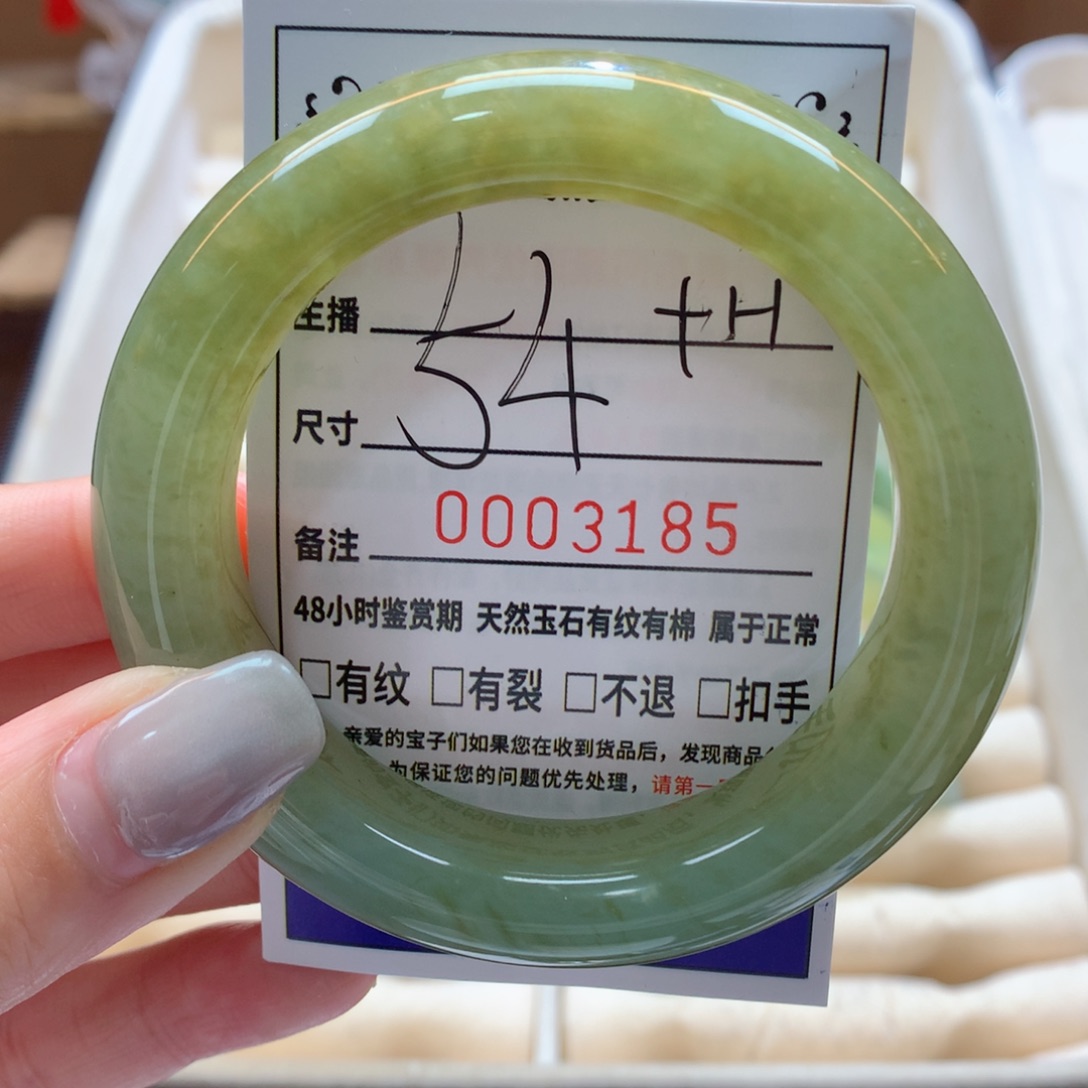 主播 54 +H
尺寸
备注 0003185
48小时鉴赏期 天然玉石有纹有棉 属于正常
□有纹 □有裂 □不退 □扣手
亲爱的宝子们如果您在收到货品后，发现商品
为保证您的问题优先处理，请第一